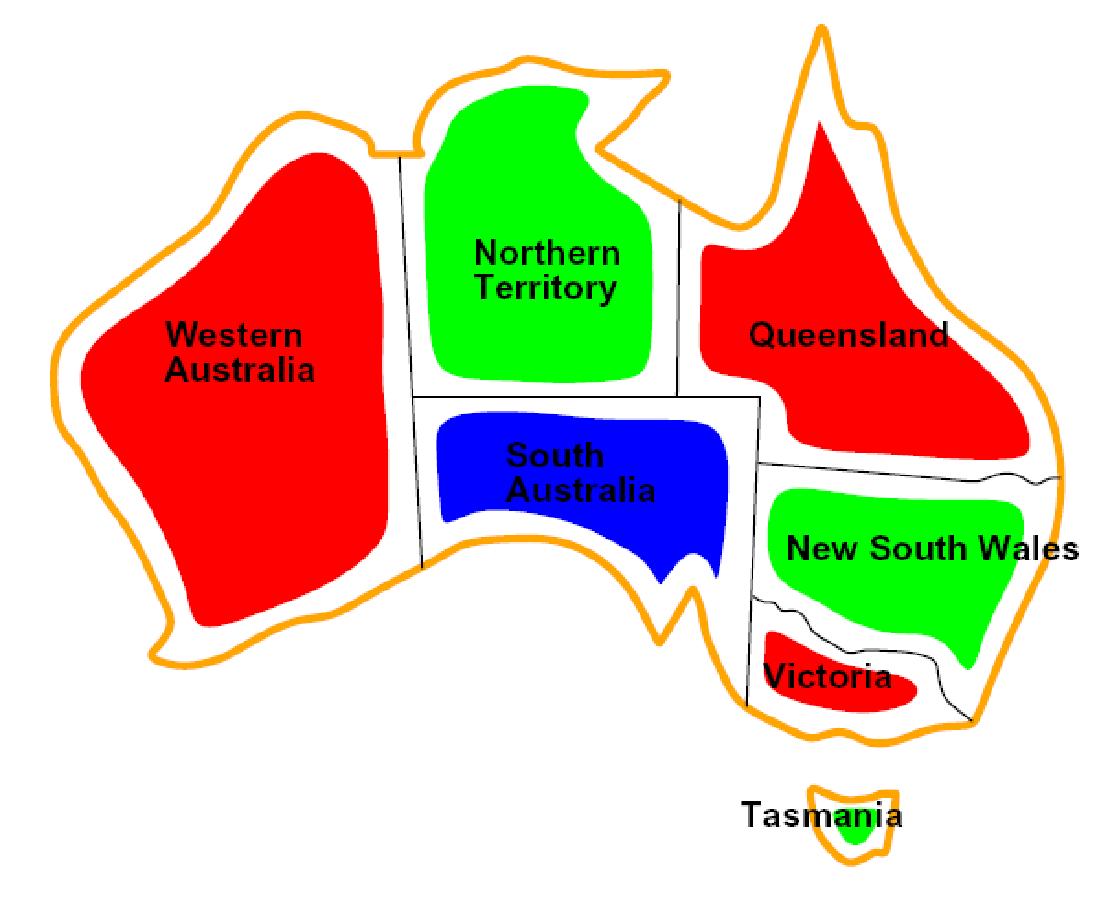 Northern
Territory
Western
Australia
Queensland
South
Australia
New South Wales
Victoria
Tasmania